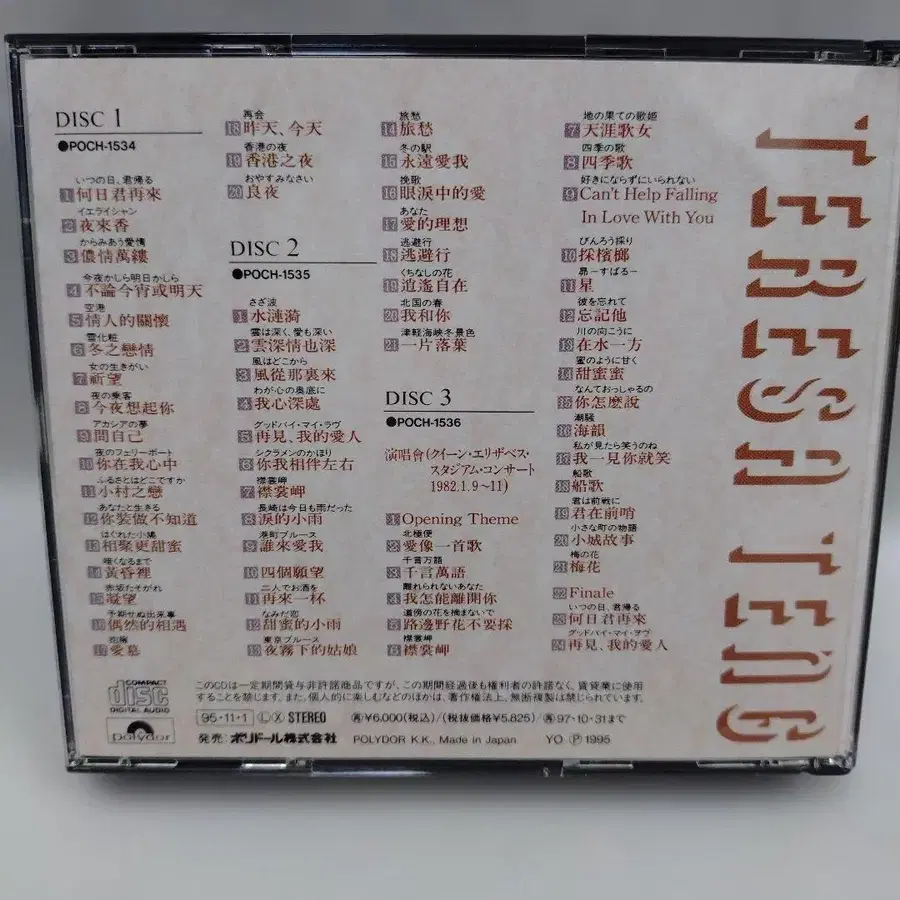 DISC 1
●POCH-1534
いつの日、君帰る
1 何日君再來
イエライシャン
2 夜來香
からみあう愛情
3 儂情萬縷
今夜かしら明日かしら
4 不論今宵或明天
空港
5 情人的關懷
雪化粧
6 冬之戀情
女の生きがい
7 祈望
夜の乗客
8 今夜想起你
アカシアの夢
9 問自己
夜のフェリーボート
10 你在我心中
ふるさとはどこですか
11 小村之戀
あなたと生きる
12 你裝做不知道
はぐれた小鳩
13 相聚更甜蜜
暗くなるまで
14 黃昏裡
赤坂たそがれ
15 凝望
予期せぬ出来事
16 偶然的相遇
抱擁
17 愛慕
再会
18 昨天、今天
香港の夜
19 香港之夜
おやすみなさい
20 良夜
DISC 2
●POCH-1535
さざ波
1 水漣漪
雲は深く、愛も深い
2 雲深情也深
風はどこから
3 風從那裏來
わが心の奥底に
4 我心深處
グッドバイ・マイ・ラヴ
5 再見、我的愛人
シクラメンのかほり
6 你我相伴左右
襟裳岬
7 襟裳岬
長崎は今日も雨だった
8 淚的小雨
港町ブルース
9 誰來愛我
10 四個願望
二人でお酒を
11 再來一杯
なみだ恋
12 甜蜜的小雨
東京ブルース
13 夜霧下的姑娘
旅愁
14 旅愁
冬の駅
15 永遠愛我
挽歌
16 眼淚中的愛
あなた
17 愛的理想
逃避行
18 逃避行
くちなしの花
19 逍遙自在
北国の春
20 我和你
津軽海峡冬景色
21 一片落葉
DISC 3
●POCH-1536
演唱會(クイーン・エリザベス・
スタジアム・コンサート
1982.1.9~11)
1 Opening Theme
北極便
2 愛像一首歌
千言万語
3 千言萬語
離れられないあなた
4 我怎能離開你
道傍の花を摘まないで
5 路邊野花不要採
襟裳岬
6 襟裳岬
地の果ての歌姫
7 天涯歌女
四季の歌
8 四季歌
好きにならずにいられない
9 Can't Help Falling
In Love With You
びんろう採り
10 採檳榔
昴−すばる−
11 星
彼を忘れて
12 忘記他
川の向こうに
13 在水一方
蜜のように甘く
14 甜蜜蜜
なんておっしゃるの
15 你怎麼說
潮騒
16 海韻
私が見たら笑うのね
17 我一見你就笑
船歌
18 船歌
君は前戦に
19 君在前哨
小さな町の物語
20 小城故事
梅の花
21 梅花
22 Finale
いつの日、君帰る
23 何日君再來
グッドバイ・マイ・ラヴ
24 再見、我的愛人
TERESA TENG
COMPACT
disc
DIGITAL AUDIO
polydor
このCDは一定期間貸与非許諾商品ですが、この期間経過後も権利者の許諾なく、賃貸業に使用
することを禁じます。また、個人的に楽しむなどのほかは、著作権法上、無断複製は禁じられています。
95・11・1 Ⓛ Ⓧ STEREO ㊢¥6,000(税込)/(税抜価格¥5,825)/㊢97・10・31まで
発売:ポリドール株式会社 POLYDOR K.K., Made in Japan YO Ⓟ 1995